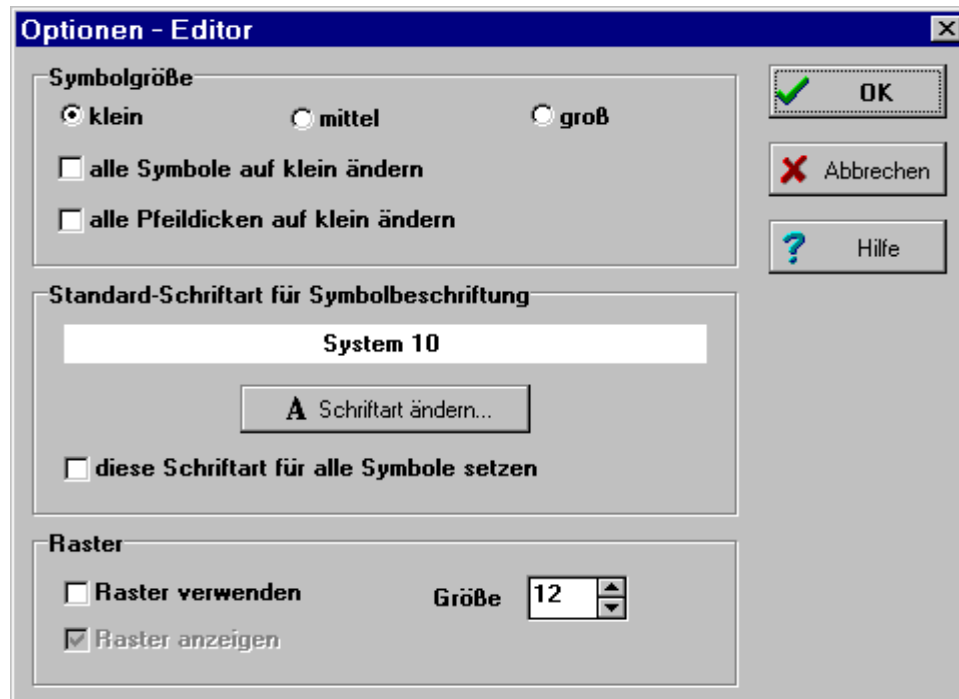 Optionen - Editor
Symbolgröße
klein mittel groß
alle Symbole auf klein ändern
alle Pfeildicken auf klein ändern
OK
Abbrechen
Hilfe
Standard-Schriftart für Symbolbeschriftung
System 10
A Schriftart ändern...
diese Schriftart für alle Symbole setzen
Raster
Raster verwenden Größe 12
Raster anzeigen